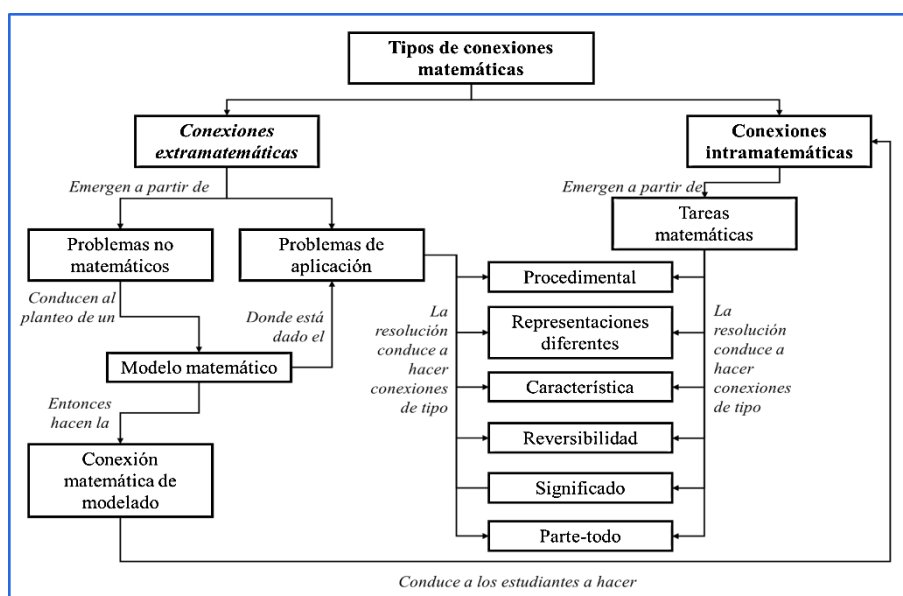 Tipos de conexiones
matemáticas
Conexiones
extramatemáticas
Conexiones
intramatemáticas
Emergen a partir de
Emergen a partir de
Problemas no
matemáticos
Problemas de
aplicación
Tareas
matemáticas
Conducen al
planteo de un
Donde está
dado el
Modelo matemático
Entonces
hacen la
Conexión
matemática de
modelado
La
resolución
conduce a
hacer
conexiones
de tipo
Procedimental
Representaciones
diferentes
Característica
Reversibilidad
Significado
Parte-todo
La
resolución
conduce a
hacer
conexiones
de tipo
Conduce a los estudiantes a hacer